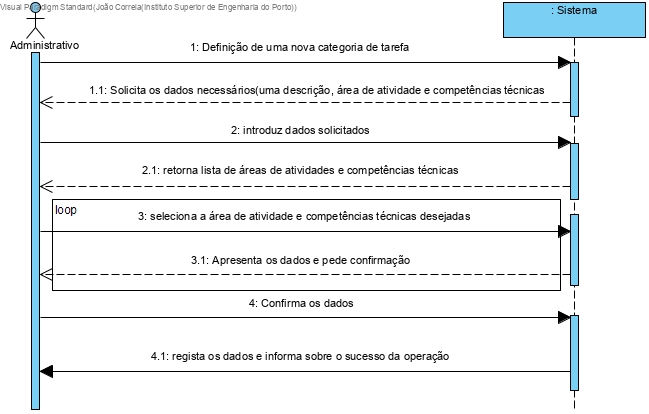 Visual Paradigm Standard(João Correia(Instituto Superior de Engenharia do Porto))
: Sistema
Administrativo
1: Definição de uma nova categoria de tarefa
1.1: Solicita os dados necessários(uma descrição, área de atividade e competências técnicas
2: introduz dados solicitados
2.1: retorna lista de áreas de atividades e competências técnicas
loop
3: seleciona a área de atividade e competências técnicas desejadas
3.1: Apresenta os dados e pede confirmação
4: Confirma os dados
4.1: regista os dados e informa sobre o sucesso da operação